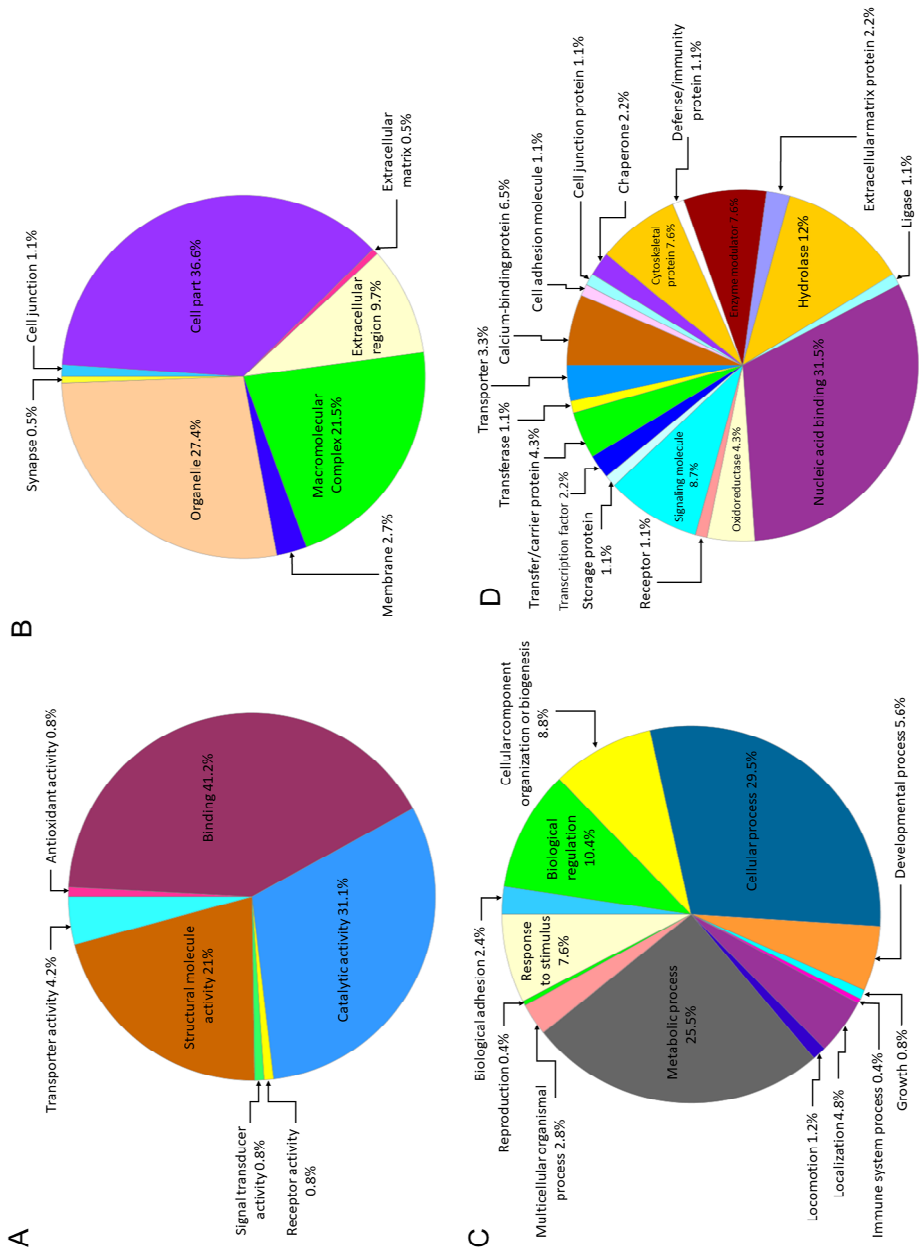 A
Transporter activity 4.2%
Antioxidant activity 0.8%
Structural molecule
activity 21%
Binding 41.2%
Signal transducer
activity 0.8%
Receptor activity
0.8%
Catalytic activity 31.1%
B
Synapse 0.5%
Cell junction 1.1%
Organelle 27.4%
Cell part 36.6%
Membrane 2.7%
Macromolecular
Complex 21.5%
Extracellular
region 9.7%
Extracellular
matrix 0.5%
C
Biological adhesion 2.4%
Reproduction 0.4%
Multicellular organismal
process 2.8%
Response
to stimulus
7.6%
Biological
regulation
10.4%
Cellular component
organization or biogenesis
8.8%
Metabolic process
25.5%
Cellular process 29.5%
Locomotion 1.2%
Localization 4.8%
Immune system process 0.4%
Growth 0.8%
Developmental process 5.6%
D
Transporter 3.3%
Transferase 1.1%
Transfer/carrier protein 4.3%
Transcription factor 2.2%
Storage protein
1.1%
Receptor 1.1%
Calcium-binding protein 6.5%
Cell adhesion molecule 1.1%
Cell junction protein 1.1%
Chaperone 2.2%
Defense/immunity
protein 1.1%
Cytoskeletal
protein 7.6%
Signaling molecule
8.7%
Enzyme modulator 7.6%
Oxidoreductase 4.3%
Hydrolase 12%
Nucleic acid binding 31.5%
Extracellular matrix protein 2.2%
Ligase 1.1%